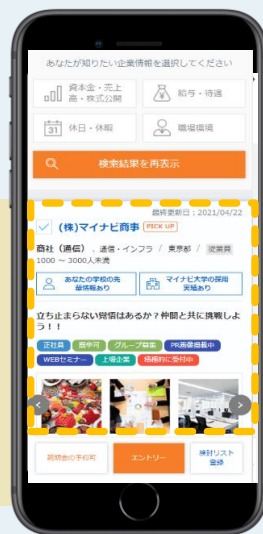 あなたが知りたい企業情報を選択してください
資本金・売上
高・株式公開
給与・待遇
31
休日・休暇
職場環境
検索結果を再表示
最終更新日:2021/04/22
(株)マイナビ商事 PICK UP
商社(通信)、通信・インフラ / 東京都 / 従業員
1000 ~ 3000人未満
あなたの学校の先
輩情報あり
マイナビ大学の採用
実績あり
立ち止まらない覚悟はあるか?仲間と共に挑戦しよ
う!!
正社員 既卒可 グループ募集 PR画像掲載中
WEBセミナー 上場企業 積極的に受付中
説明会の予約可
エントリー
検討リスト
登録